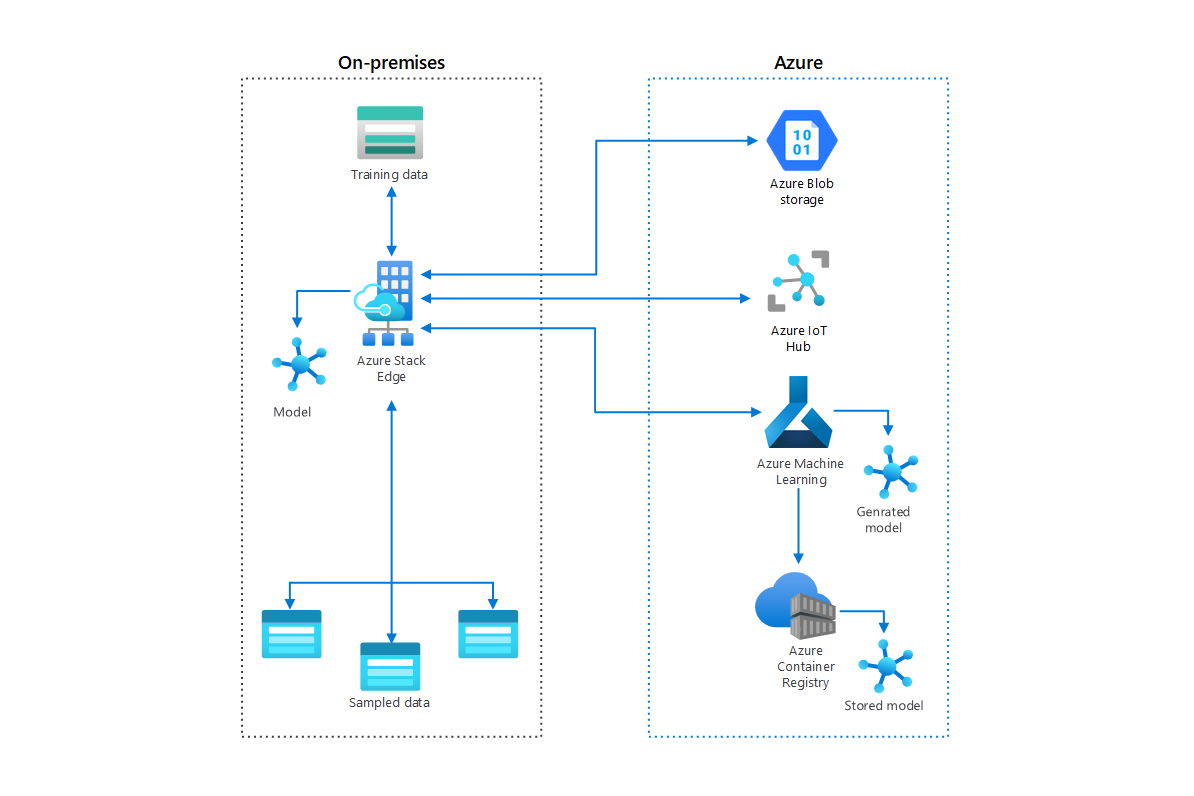 On-premises
Training data
Azure Stack
Edge
Model
Sampled data
Azure
10
01
Azure Blob
storage
Azure IoT
Hub
Azure Machine
Learning
Genrated
model
Azure
Container
Registry
Stored model